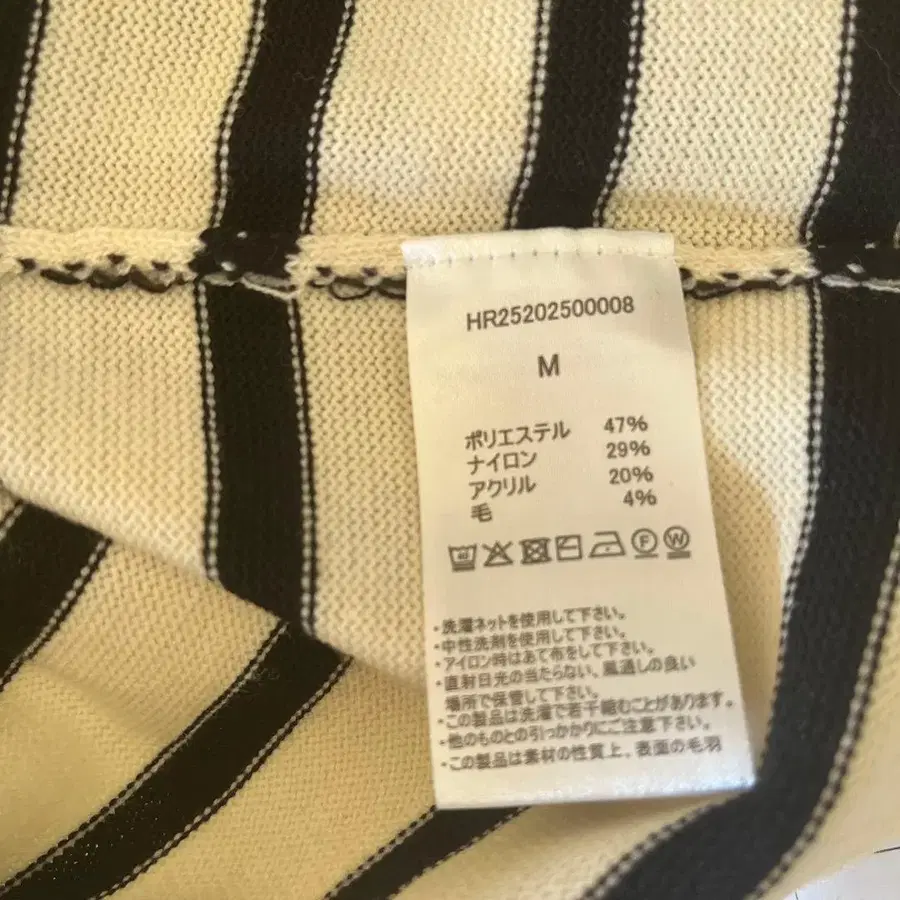 HR25202500008
M
ポリエステル 47%
ナイロン 29%
アクリル 20%
毛 4%
40 F W
・洗濯ネットを使用して下さい。
・中性洗剤を使用して下さい。
・アイロン時はあて布をして下さい。
・直射日光の当たらない、風通しの良い
場所で保管して下さい。
・この製品は洗濯で若干縮むことがあります。
・他のものとの引っかかりにご注意下さい。
・この製品は素材の性質上、表面の毛羽